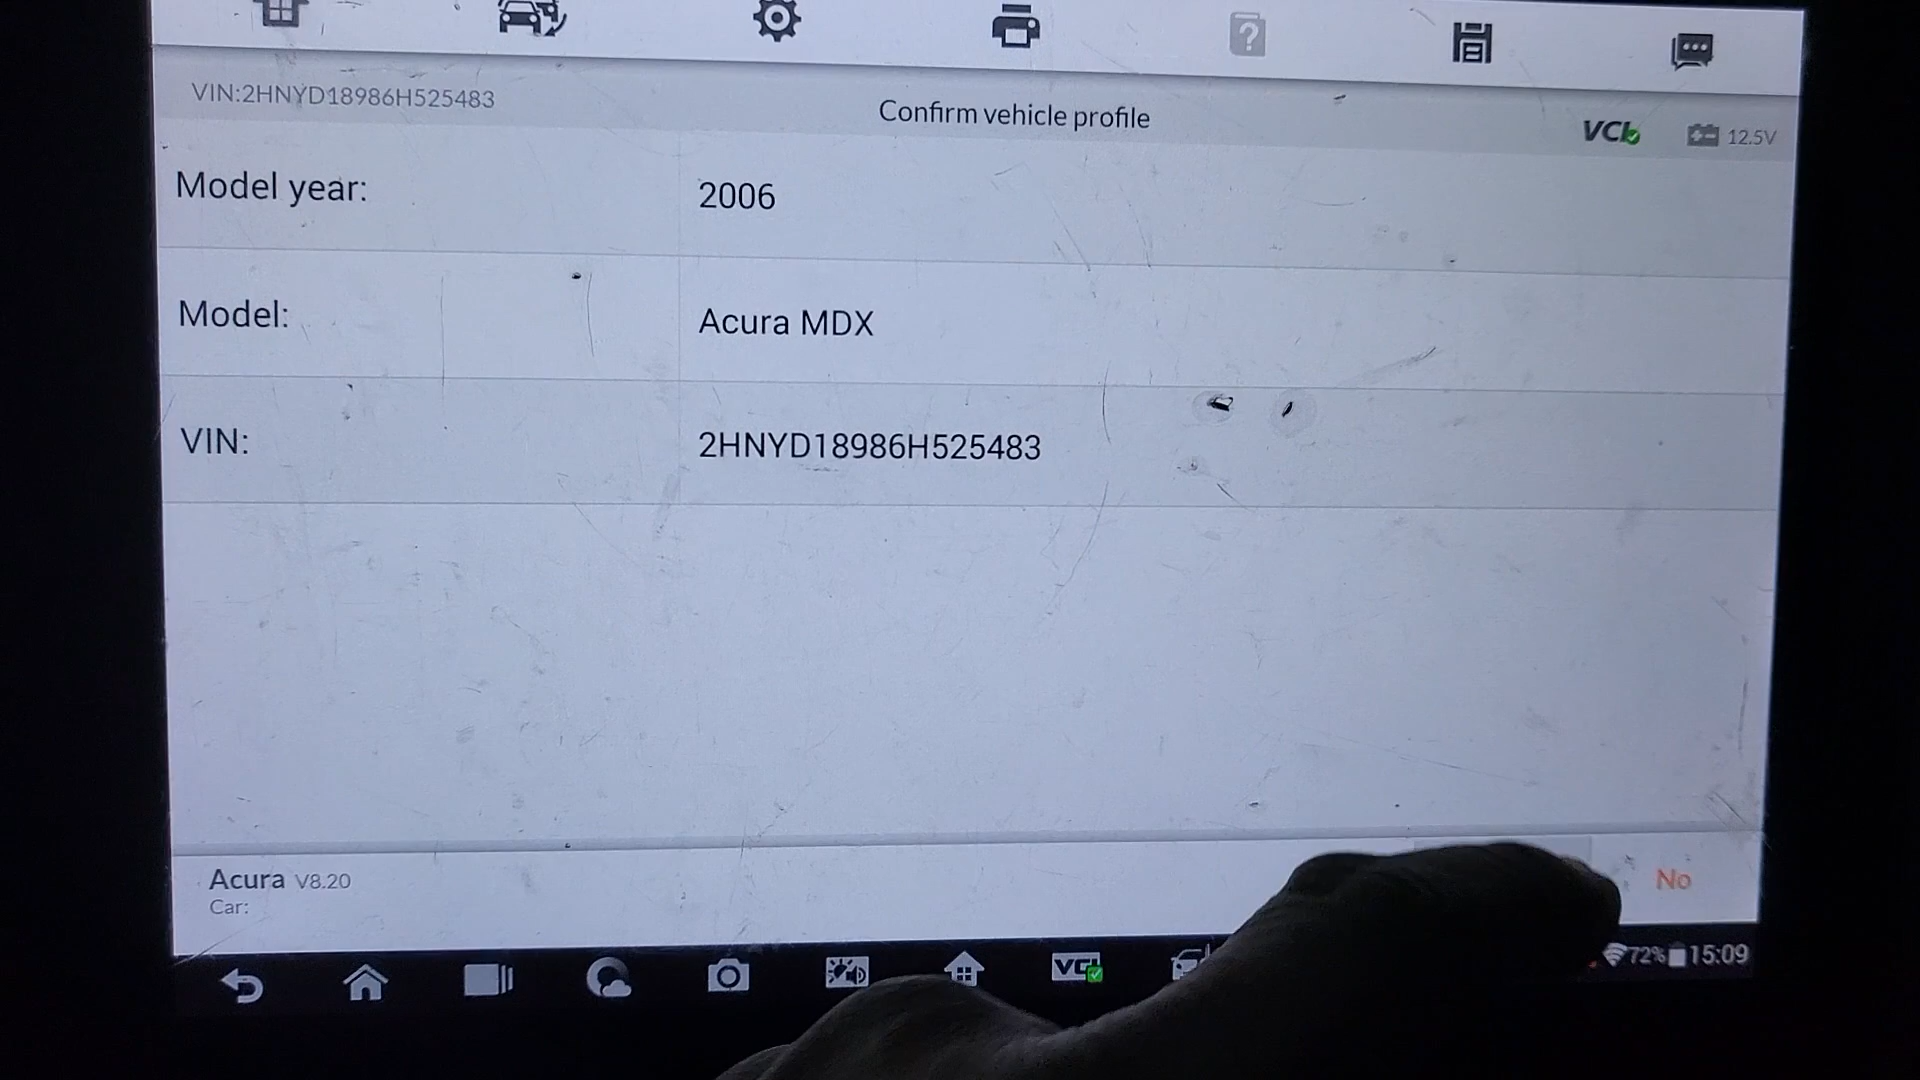 VIN:2HNYD18986H525483
Confirm vehicle profile
VCI
12.5V
Model year:
2006
Model:
Acura MDX
VIN:
2HNYD18986H525483
Acura V8.20
Car:
No
VCI
72%
15:09